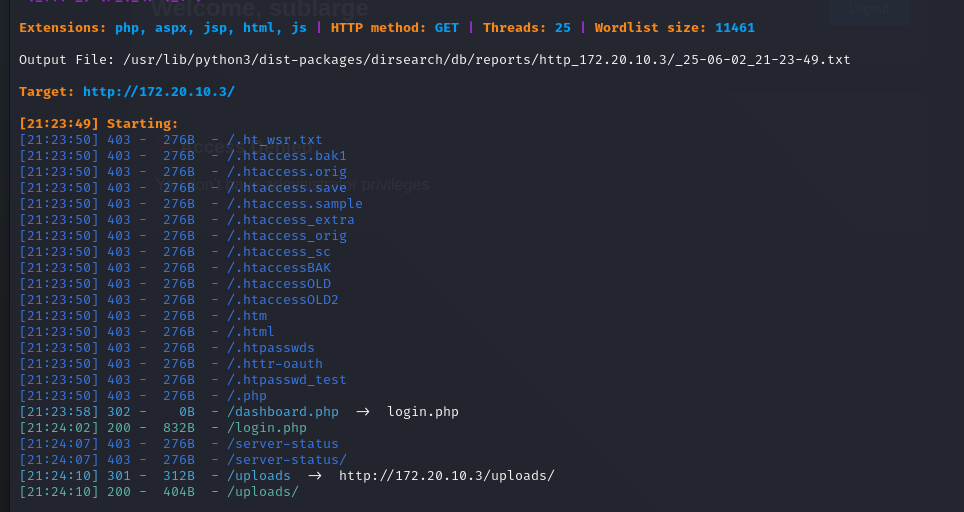 Welcome, sublarge
Logout
Extensions: php, aspx, jsp, html, js | HTTP method: GET | Threads: 25 | Wordlist size: 11461
Output File: /usr/lib/python3/dist-packages/dirsearch/db/reports/http_172.20.10.3/_25-06-02_21-23-49.txt
Target: http://172.20.10.3/
[21:23:49] Starting:
[21:23:50] 403 -  276B  - /.ht_wsr.txt
[21:23:50] 403 -  276B  - /.htaccess.bak1
[21:23:50] 403 -  276B  - /.htaccess.orig
[21:23:50] 403 -  276B  - /.htaccess.save
privileges
[21:23:50] 403 -  276B  - /.htaccess.sample
[21:23:50] 403 -  276B  - /.htaccess_extra
[21:23:50] 403 -  276B  - /.htaccess_orig
[21:23:50] 403 -  276B  - /.htaccess_sc
[21:23:50] 403 -  276B  - /.htaccessBAK
[21:23:50] 403 -  276B  - /.htaccessOLD
[21:23:50] 403 -  276B  - /.htaccessOLD2
[21:23:50] 403 -  276B  - /.htm
[21:23:50] 403 -  276B  - /.html
[21:23:50] 403 -  276B  - /.htpasswds
[21:23:50] 403 -  276B  - /.httr-oauth
[21:23:50] 403 -  276B  - /.htpasswd_test
[21:23:50] 403 -  276B  - /.php
[21:23:58] 302 -    0B  - /dashboard.php  ->  login.php
[21:24:02] 200 -  832B  - /login.php
[21:24:07] 403 -  276B  - /server-status
[21:24:07] 403 -  276B  - /server-status/
[21:24:10] 301 -  312B  - /uploads  ->  http://172.20.10.3/uploads/
[21:24:10] 200 -  404B  - /uploads/